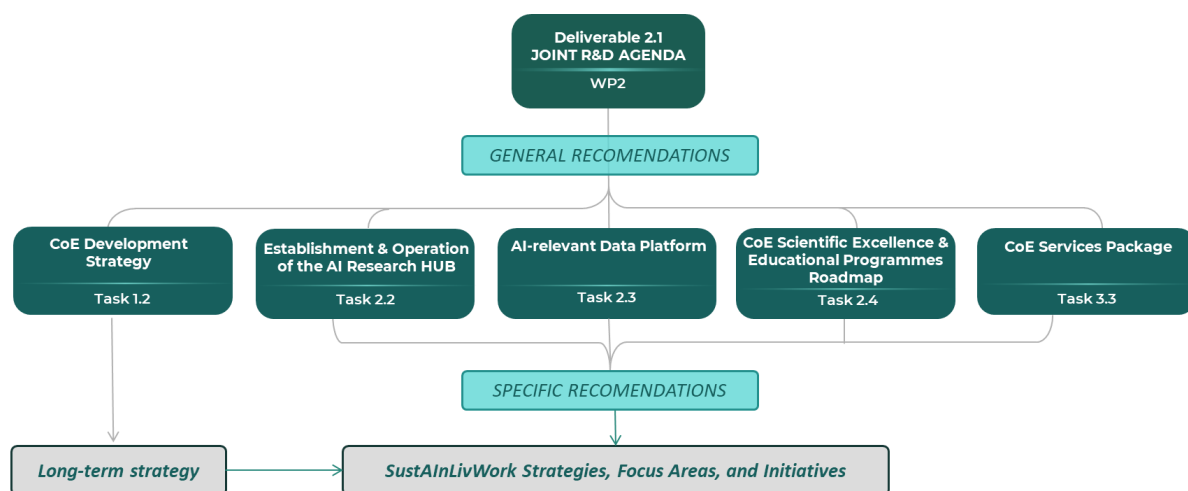 Deliverable 2.1
JOINT R&D AGENDA
WP2
GENERAL RECOMENDATIONS
CoE Development
Strategy
Task 1.2
Establishment & Operation
of the AI Research HUB
Task 2.2
AI-relevant Data Platform
Task 2.3
CoE Scientific Excellence &
Educational Programmes
Roadmap
Task 2.4
CoE Services Package
Task 3.3
SPECIFIC RECOMENDATIONS
Long-term strategy
SustAInLivWork Strategies, Focus Areas, and Initiatives